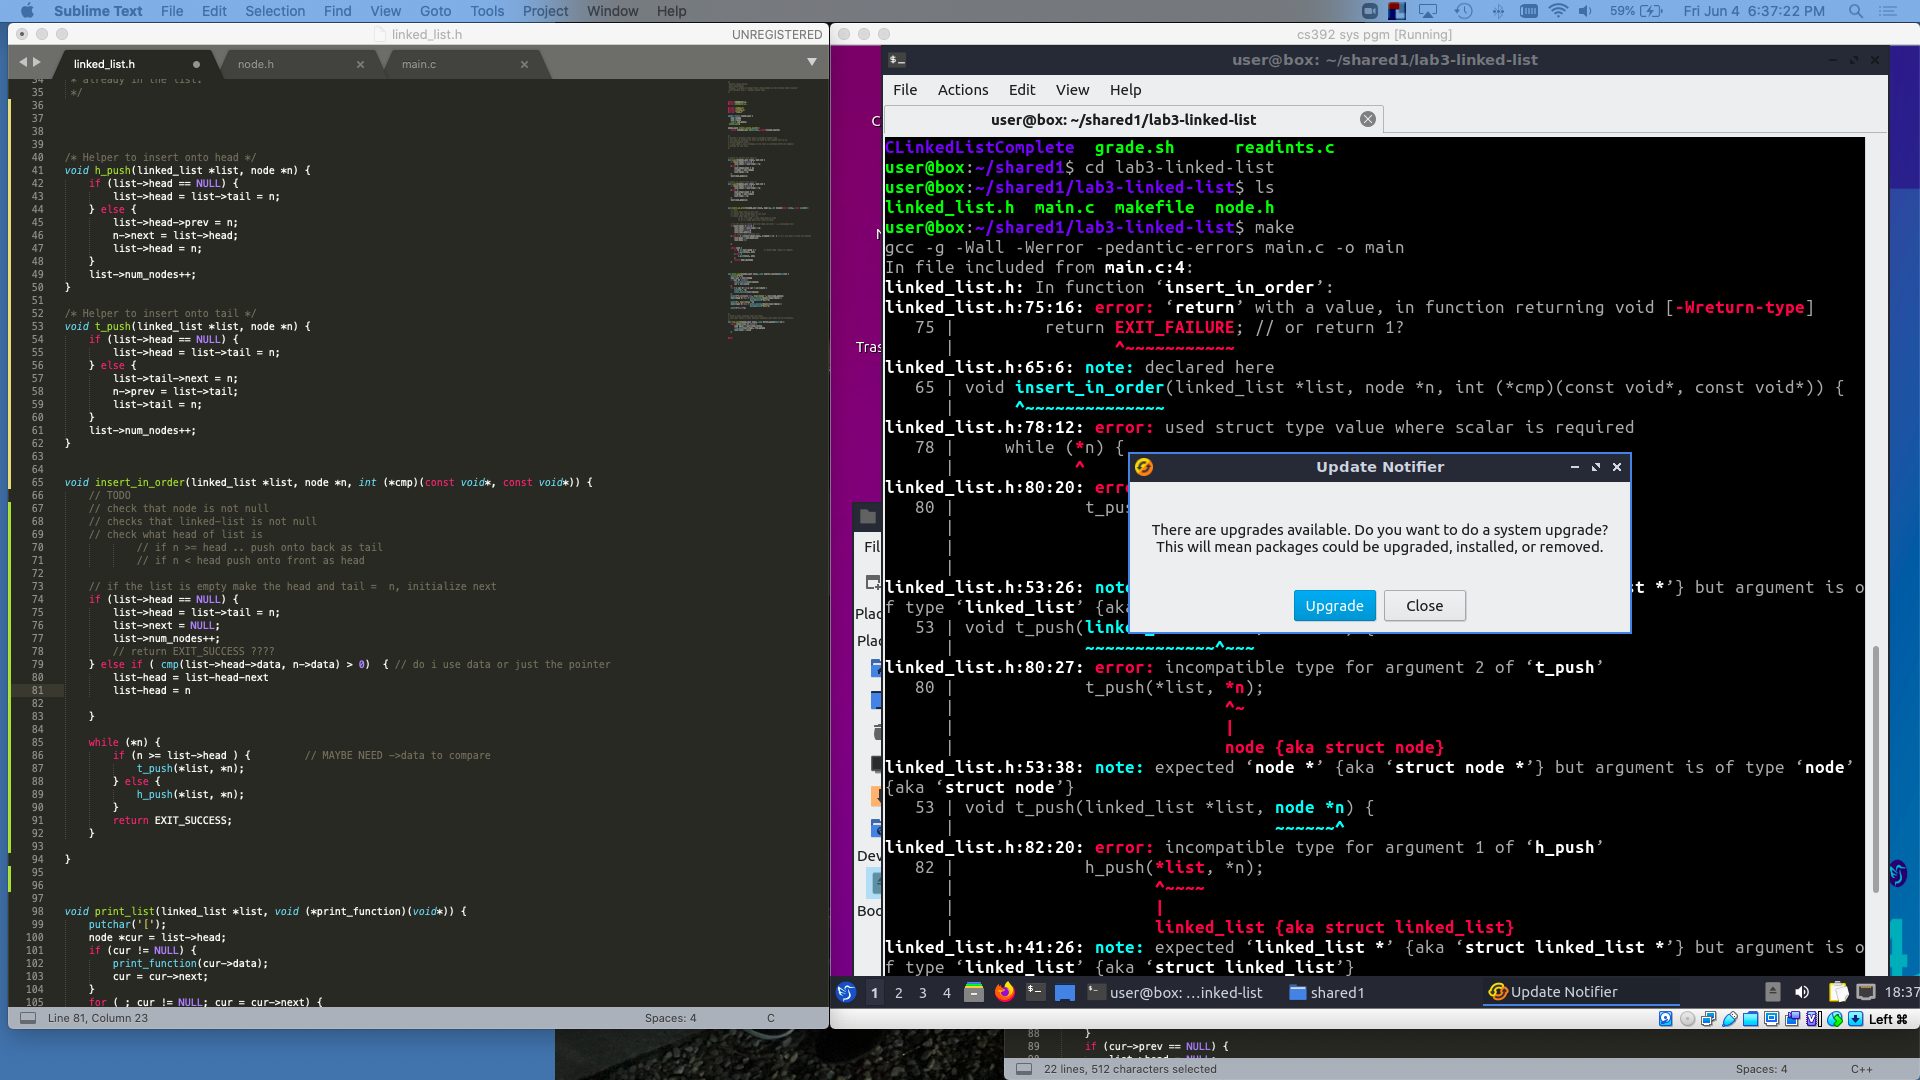 Sublime Text File Edit Selection Find View Goto Tools Project Window Help 59% Fri Jun 4 6:37:22 PM
linked_list.h UNREGISTERED
linked_list.h node.h main.c
34 * already in the list.
35 */
36
37
38
39
40 /* Helper to insert onto head */
41 void h_push(linked_list *list, node *n) {
42 if (list->head == NULL) {
43 list->head = list->tail = n;
44 } else {
45 list->head->prev = n;
46 n->next = list->head;
47 list->head = n;
48 }
49 list->num_nodes++;
50 }
51
52 /* Helper to insert onto tail */
53 void t_push(linked_list *list, node *n) {
54 if (list->head == NULL) {
55 list->head = list->tail = n;
56 } else {
57 list->tail->next = n;
58 n->prev = list->tail;
59 list->tail = n;
60 }
61 list->num_nodes++;
62 }
63
64
65 void insert_in_order(linked_list *list, node *n, int (*cmp)(const void*, const void*)) {
66 // TODO
67 // check that node is not null
68 // checks that linked-list is not null
69 // check what head of list is
70 // if n >= head .. push onto back as tail
71 // if n < head push onto front as head
72
73 // if the list is empty make the head and tail = n, initialize next
74 if (list->head == NULL) {
75 list->head = list->tail = n;
76 list->next = NULL;
77 list->num_nodes++;
78 // return EXIT_SUCCESS ????
79 } else if ( cmp(list->head->data, n->data) > 0) { // do i use data or just the pointer
80 list-head = list-head-next
81 list-head = n
82
83 }
84
85 while (*n) {
86 if (n >= list->head ) { // MAYBE NEED ->data to compare
87 t_push(*list, *n);
88 } else {
89 h_push(*list, *n);
90 }
91 return EXIT_SUCCESS;
92 }
93
94 }
95
96
97
98 void print_list(linked_list *list, void (*print_function)(void*)) {
99 putchar('[');
100 node *cur = list->head;
101 if (cur != NULL) {
102 print_function(cur->data);
103 cur = cur->next;
104 }
105 for ( ; cur != NULL; cur = cur->next) {
Line 81, Column 23 Spaces: 4 C
cs392 sys pgm [Running]
user@box: ~/shared1/lab3-linked-list
File Actions Edit View Help
user@box: ~/shared1/lab3-linked-list
CLinkedListComplete grade.sh readints.c
user@box:~/shared1$ cd lab3-linked-list
user@box:~/shared1/lab3-linked-list$ ls
linked_list.h main.c makefile node.h
user@box:~/shared1/lab3-linked-list$ make
gcc -g -Wall -Werror -pedantic-errors main.c -o main
In file included from main.c:4:
linked_list.h: In function ‘insert_in_order’:
linked_list.h:75:16: error: ‘return’ with a value, in function returning void [-Wreturn-type]
75 | return EXIT_FAILURE; // or return 1?
| ^~~~~~~~~~~~
linked_list.h:65:6: note: declared here
65 | void insert_in_order(linked_list *list, node *n, int (*cmp)(const void*, const void*)) {
| ^~~~~~~~~~~~~~~
linked_list.h:78:12: error: used struct type value where scalar is required
78 | while (*n) {
| ^
linked_list.h:80:20: erro
80 | t_pus
|
|
|
linked_list.h:53:26: note st *’} but argument is o
f type ‘linked_list’ {aka
53 | void t_push(linke
| ~~~~~~~~~~~~~^~~~
linked_list.h:80:27: error: incompatible type for argument 2 of ‘t_push’
80 | t_push(*list, *n);
| ^~
| |
| node {aka struct node}
linked_list.h:53:38: note: expected ‘node *’ {aka ‘struct node *’} but argument is of type ‘node’
{aka ‘struct node’}
53 | void t_push(linked_list *list, node *n) {
| ~~~~~~^
linked_list.h:82:20: error: incompatible type for argument 1 of ‘h_push’
82 | h_push(*list, *n);
| ^~~~~
| |
| linked_list {aka struct linked_list}
linked_list.h:41:26: note: expected ‘linked_list *’ {aka ‘struct linked_list *’} but argument is o
f type ‘linked_list’ {aka ‘struct linked_list’}
Update Notifier
There are upgrades available. Do you want to do a system upgrade?
This will mean packages could be upgraded, installed, or removed.
Upgrade Close
Tras
Fil
Plac
Plac
Dev
Boo
1 2 3 4 user@box: ...inked-list shared1 Update Notifier 18:37
Left ⌘
88 }
89 if (cur->prev == NULL) {
22 lines, 512 characters selected Spaces: 4 C++